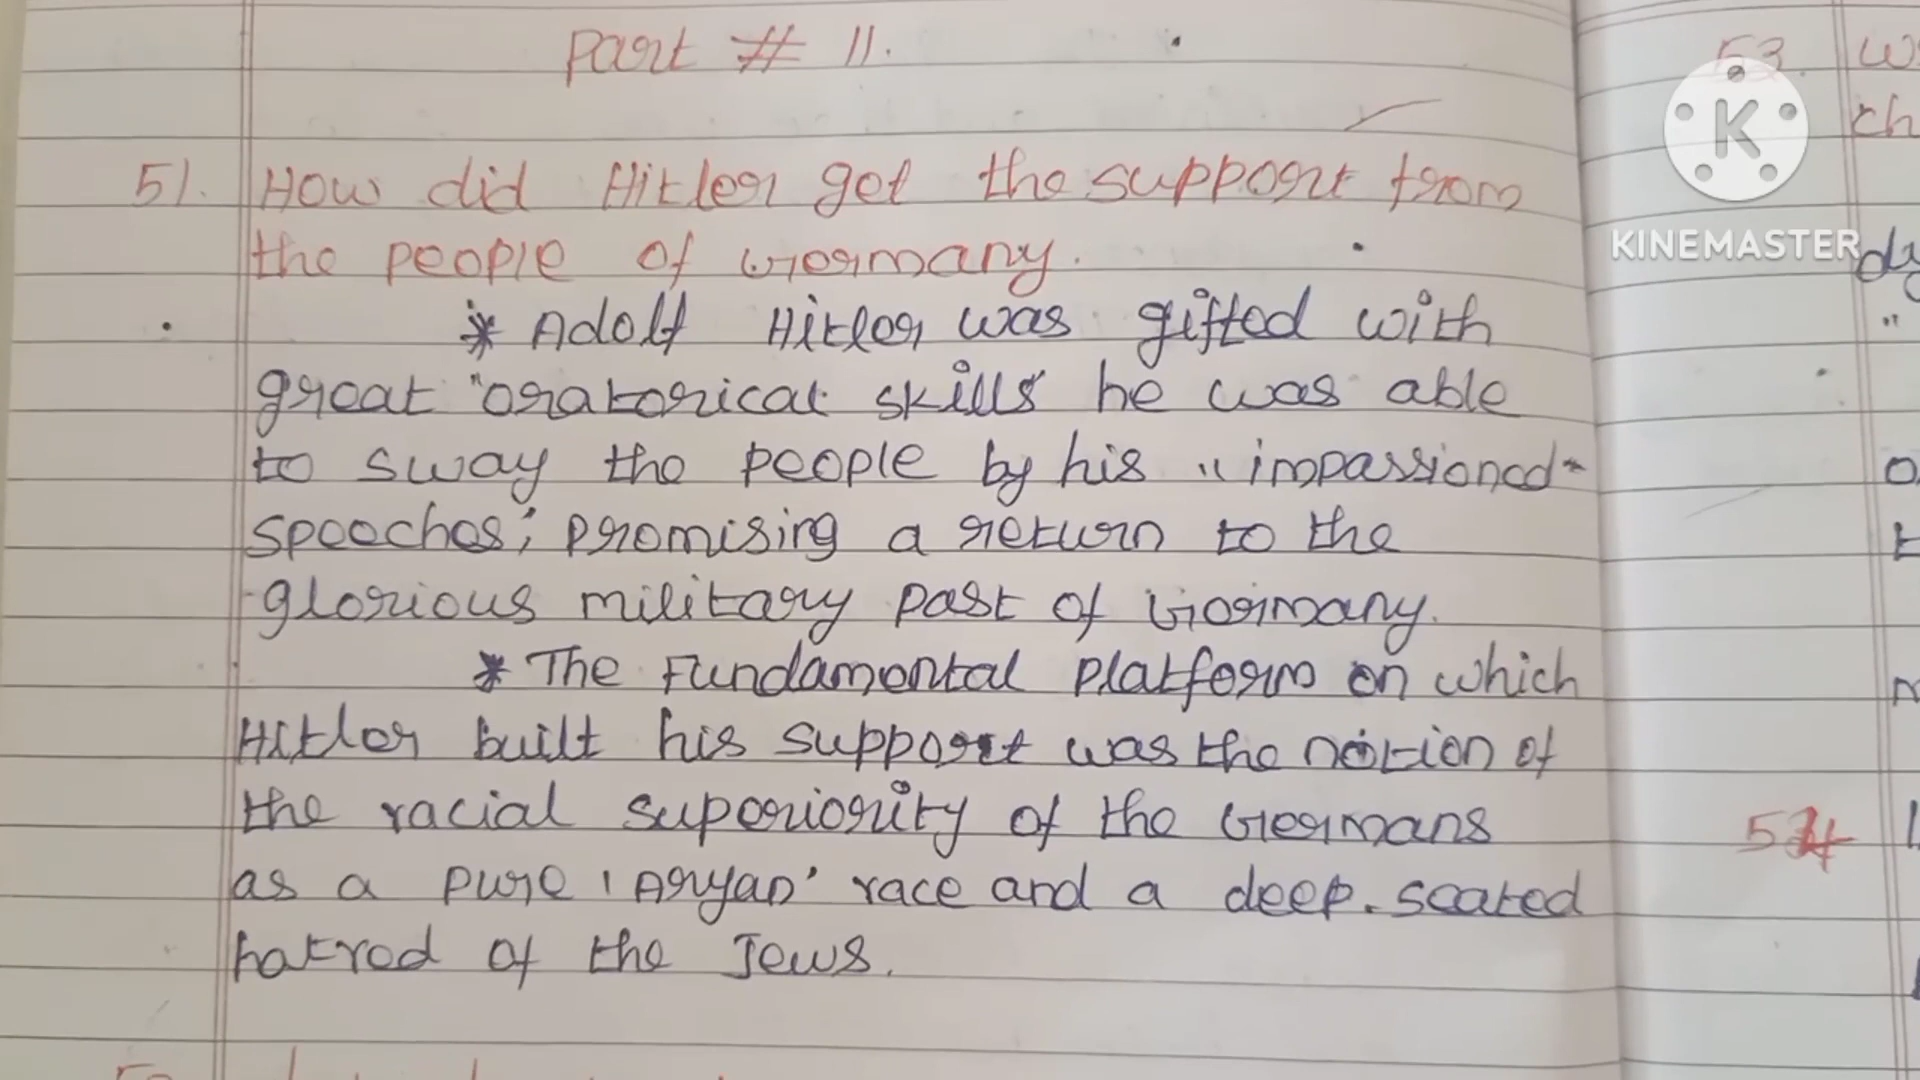 Part # 11.
51. How did Hitler get the support from
the people of Germany.
* Adolf Hitler was gifted with
great "oratorical skills" he was able
to sway the people by his "impassioned-
speeches; promising a return to the
glorious military past of Germany.
* The Fundamental Platform on which
Hitler built his support was the notion of
the racial superiority of the Germans
as a pure 'Aryan' race and a deep.seated
hatred of the Jews.
53. W
ch
KINEMASTER
54